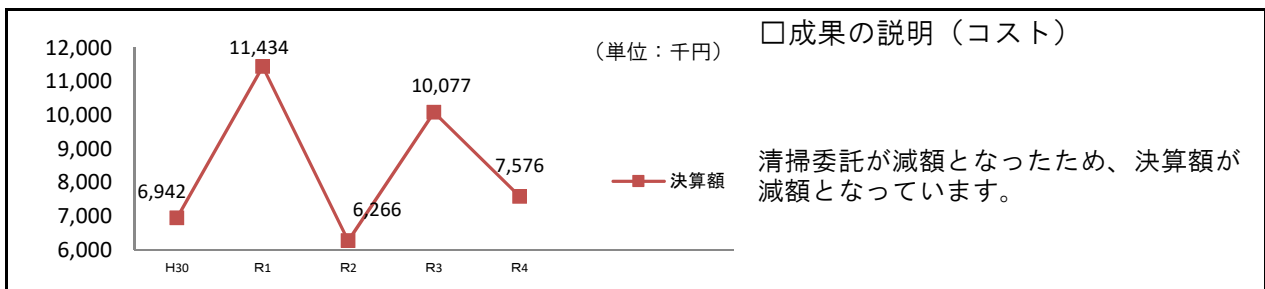 12,000
11,000
10,000
9,000
8,000
7,000
6,000
6,942
11,434
6,266
10,077
7,576
H30
R1
R2
R3
R4
（単位：千円）
決算額
□成果の説明（コスト）
清掃委託が減額となったため、決算額が
減額となっています。